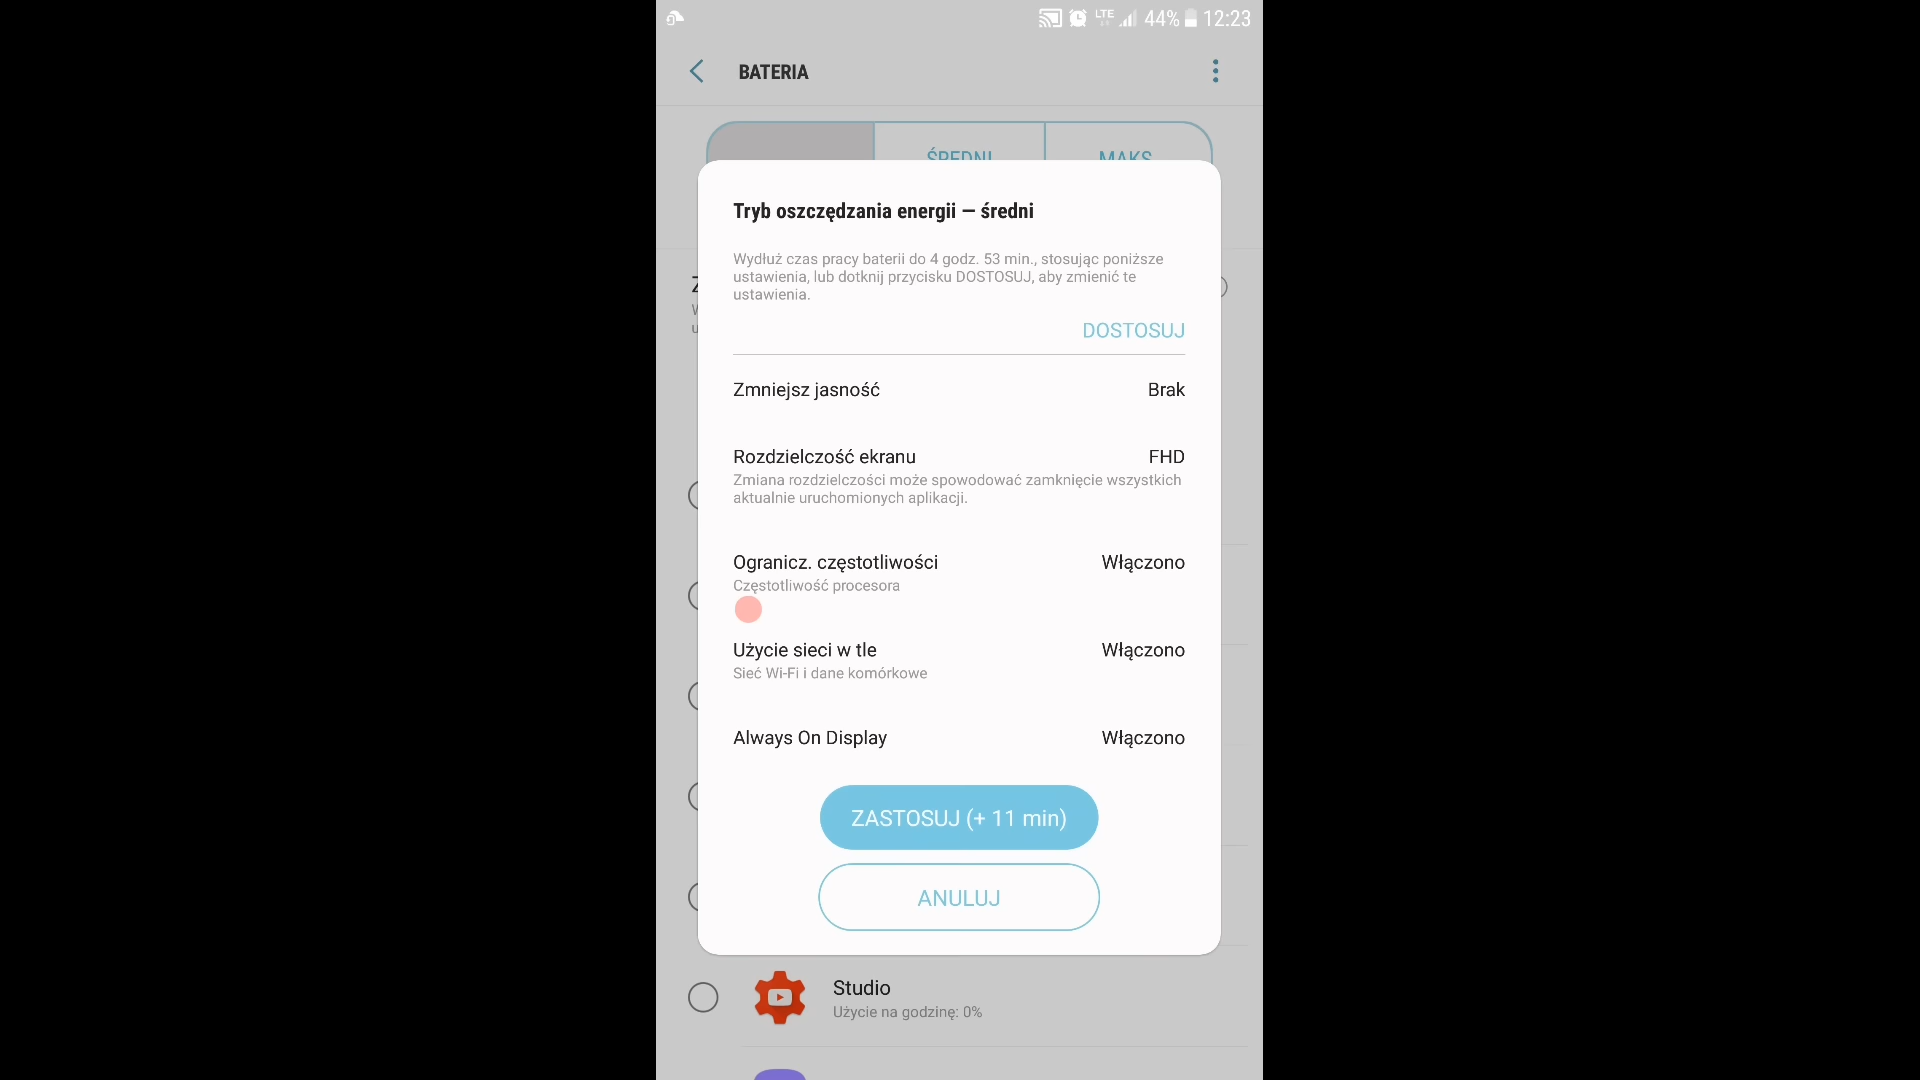 LTE 44% 12:23
BATERIA
ŚREDNI MAKS
Tryb oszczędzania energii — średni
Wydłuż czas pracy baterii do 4 godz. 53 min., stosując poniższe
ustawienia, lub dotknij przycisku DOSTOSUJ, aby zmienić te
ustawienia.
DOSTOSUJ
Zmniejsz jasność Brak
Rozdzielczość ekranu FHD
Zmiana rozdzielczości może spowodować zamknięcie wszystkich
aktualnie uruchomionych aplikacji.
Ogranicz. częstotliwości Włączono
Częstotliwość procesora
Użycie sieci w tle Włączono
Sieć Wi-Fi i dane komórkowe
Always On Display Włączono
ZASTOSUJ (+ 11 min)
ANULUJ
Studio
Użycie na godzinę: 0%